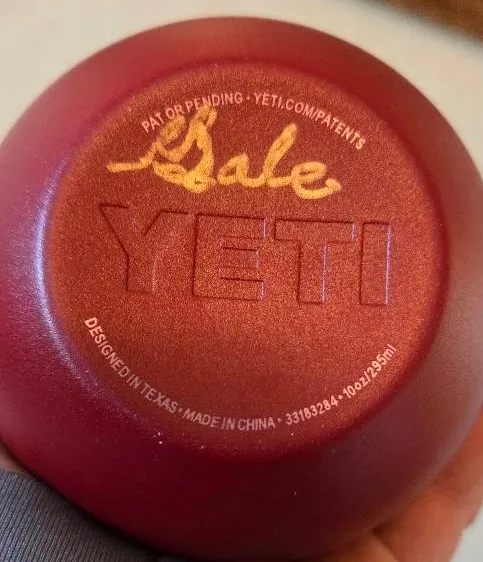 PAT OR PENDING · YETI.COM/PATENTS
Gale
YETI
DESIGNED IN TEXAS · MADE IN CHINA · 33183284 · 10oz/295ml